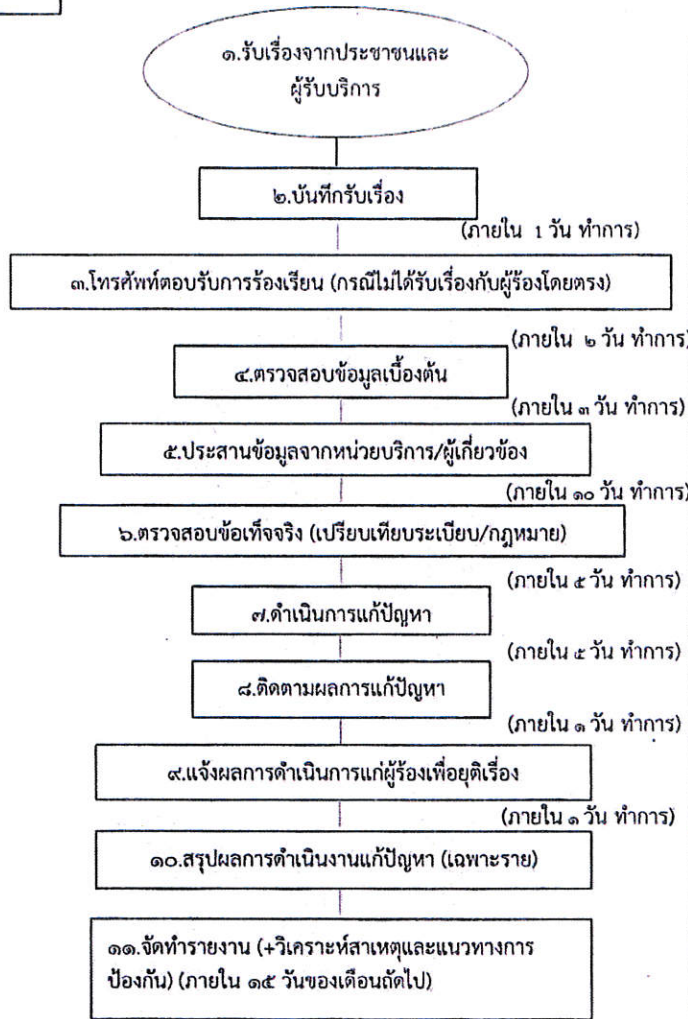 ๑.รับเรื่องจากประชาชนและ
ผู้รับบริการ
๒.บันทึกรับเรื่อง
(ภายใน 1 วัน ทำการ)
๓.โทรศัพท์ตอบรับการร้องเรียน (กรณีไม่ได้รับเรื่องกับผู้ร้องโดยตรง)
(ภายใน ๒ วัน ทำการ)
๔.ตรวจสอบข้อมูลเบื้องต้น
(ภายใน ๓ วัน ทำการ)
๕.ประสานข้อมูลจากหน่วยบริการ/ผู้เกี่ยวข้อง
(ภายใน ๑๐ วัน ทำการ)
๖.ตรวจสอบข้อเท็จจริง (เปรียบเทียบระเบียบ/กฎหมาย)
(ภายใน ๕ วัน ทำการ)
๗.ดำเนินการแก้ปัญหา
(ภายใน ๕ วัน ทำการ)
๘.ติดตามผลการแก้ปัญหา
(ภายใน ๑ วัน ทำการ)
๙.แจ้งผลการดำเนินการแก่ผู้ร้องเพื่อยุติเรื่อง
(ภายใน ๑ วัน ทำการ)
๑๐.สรุปผลการดำเนินงานแก้ปัญหา (เฉพาะราย)
๑๑.จัดทำรายงาน (+วิเคราะห์สาเหตุและแนวทางการ
ป้องกัน) (ภายใน ๑๕ วันของเดือนถัดไป)